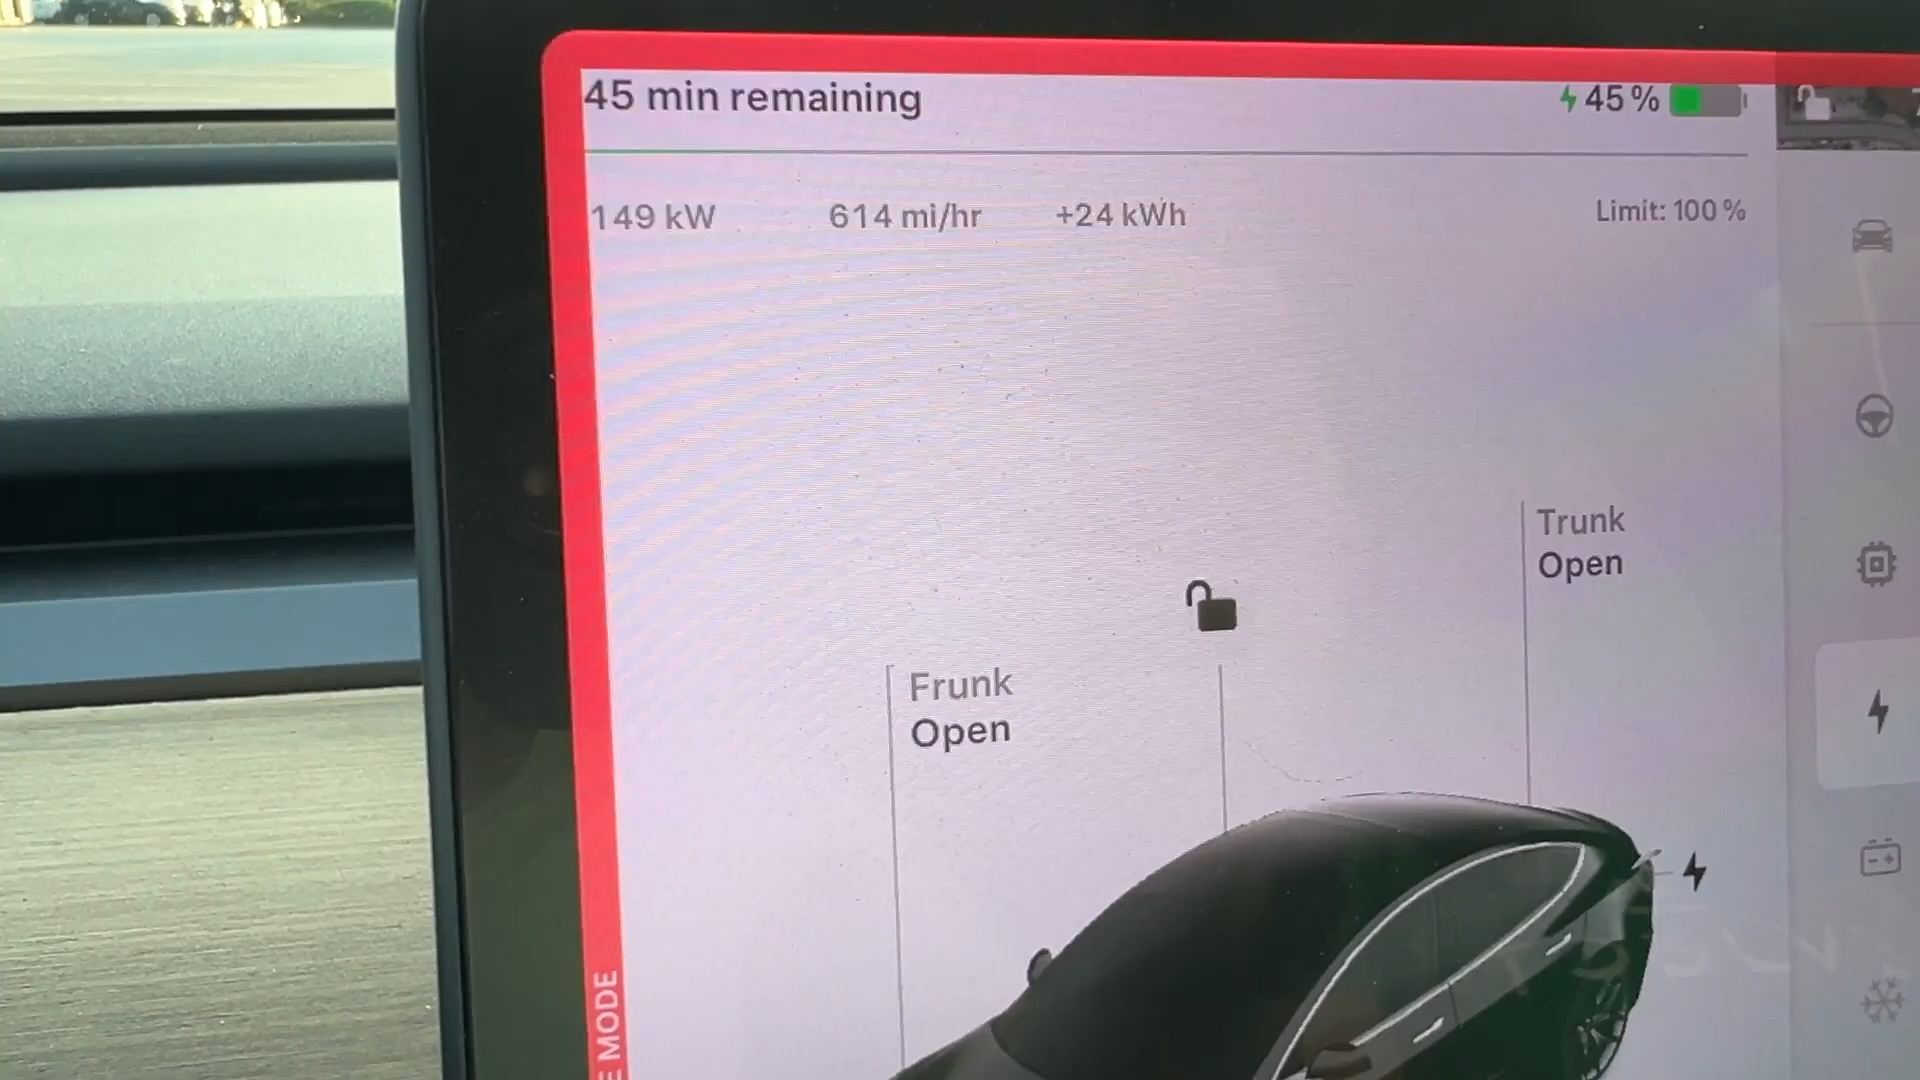 45 min remaining
45 %
149 kW 614 mi/hr +24 kWh Limit: 100 %
Trunk
Open
Frunk
Open
MODE